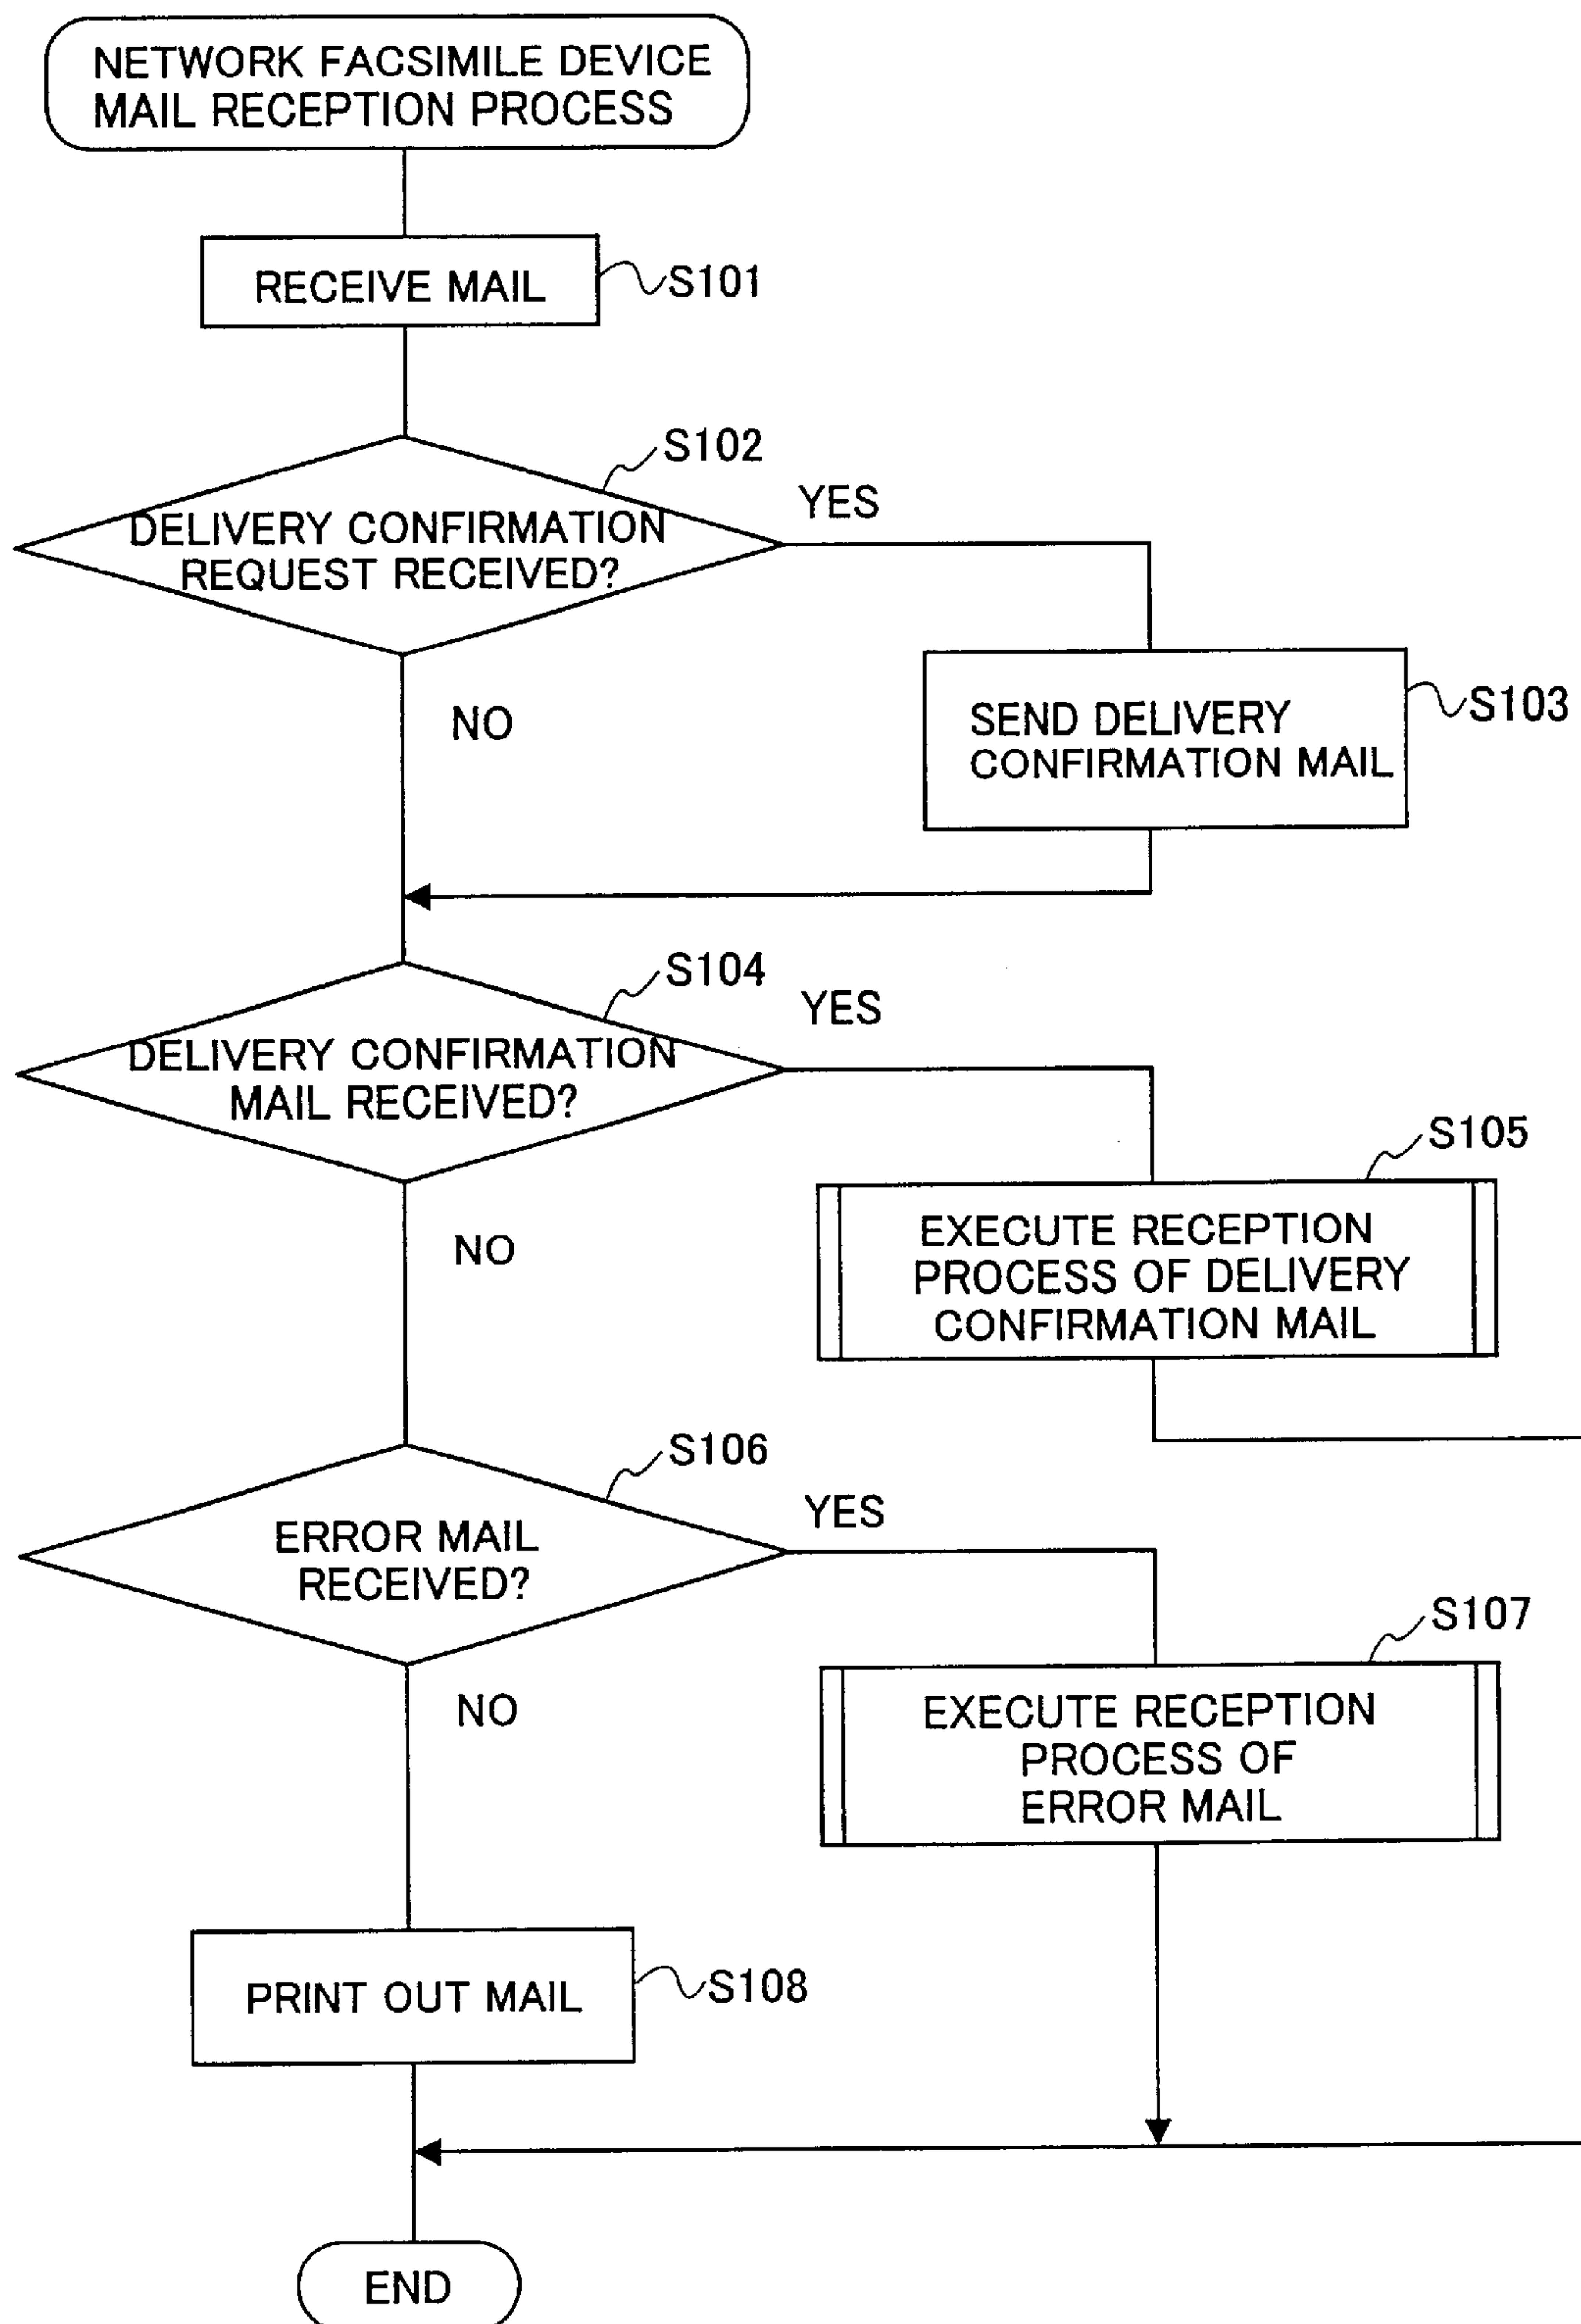 NETWORK FACSIMILE DEVICE
MAIL RECEPTION PROCESS
RECEIVE MAIL
S101
S102
YES
DELIVERY CONFIRMATION
REQUEST RECEIVED?
NO
SEND DELIVERY
CONFIRMATION MAIL
S103
S104
YES
DELIVERY CONFIRMATION
MAIL RECEIVED?
NO
S105
EXECUTE RECEPTION
PROCESS OF DELIVERY
CONFIRMATION MAIL
S106
YES
ERROR MAIL
RECEIVED?
NO
S107
EXECUTE RECEPTION
PROCESS OF
ERROR MAIL
PRINT OUT MAIL
S108
END